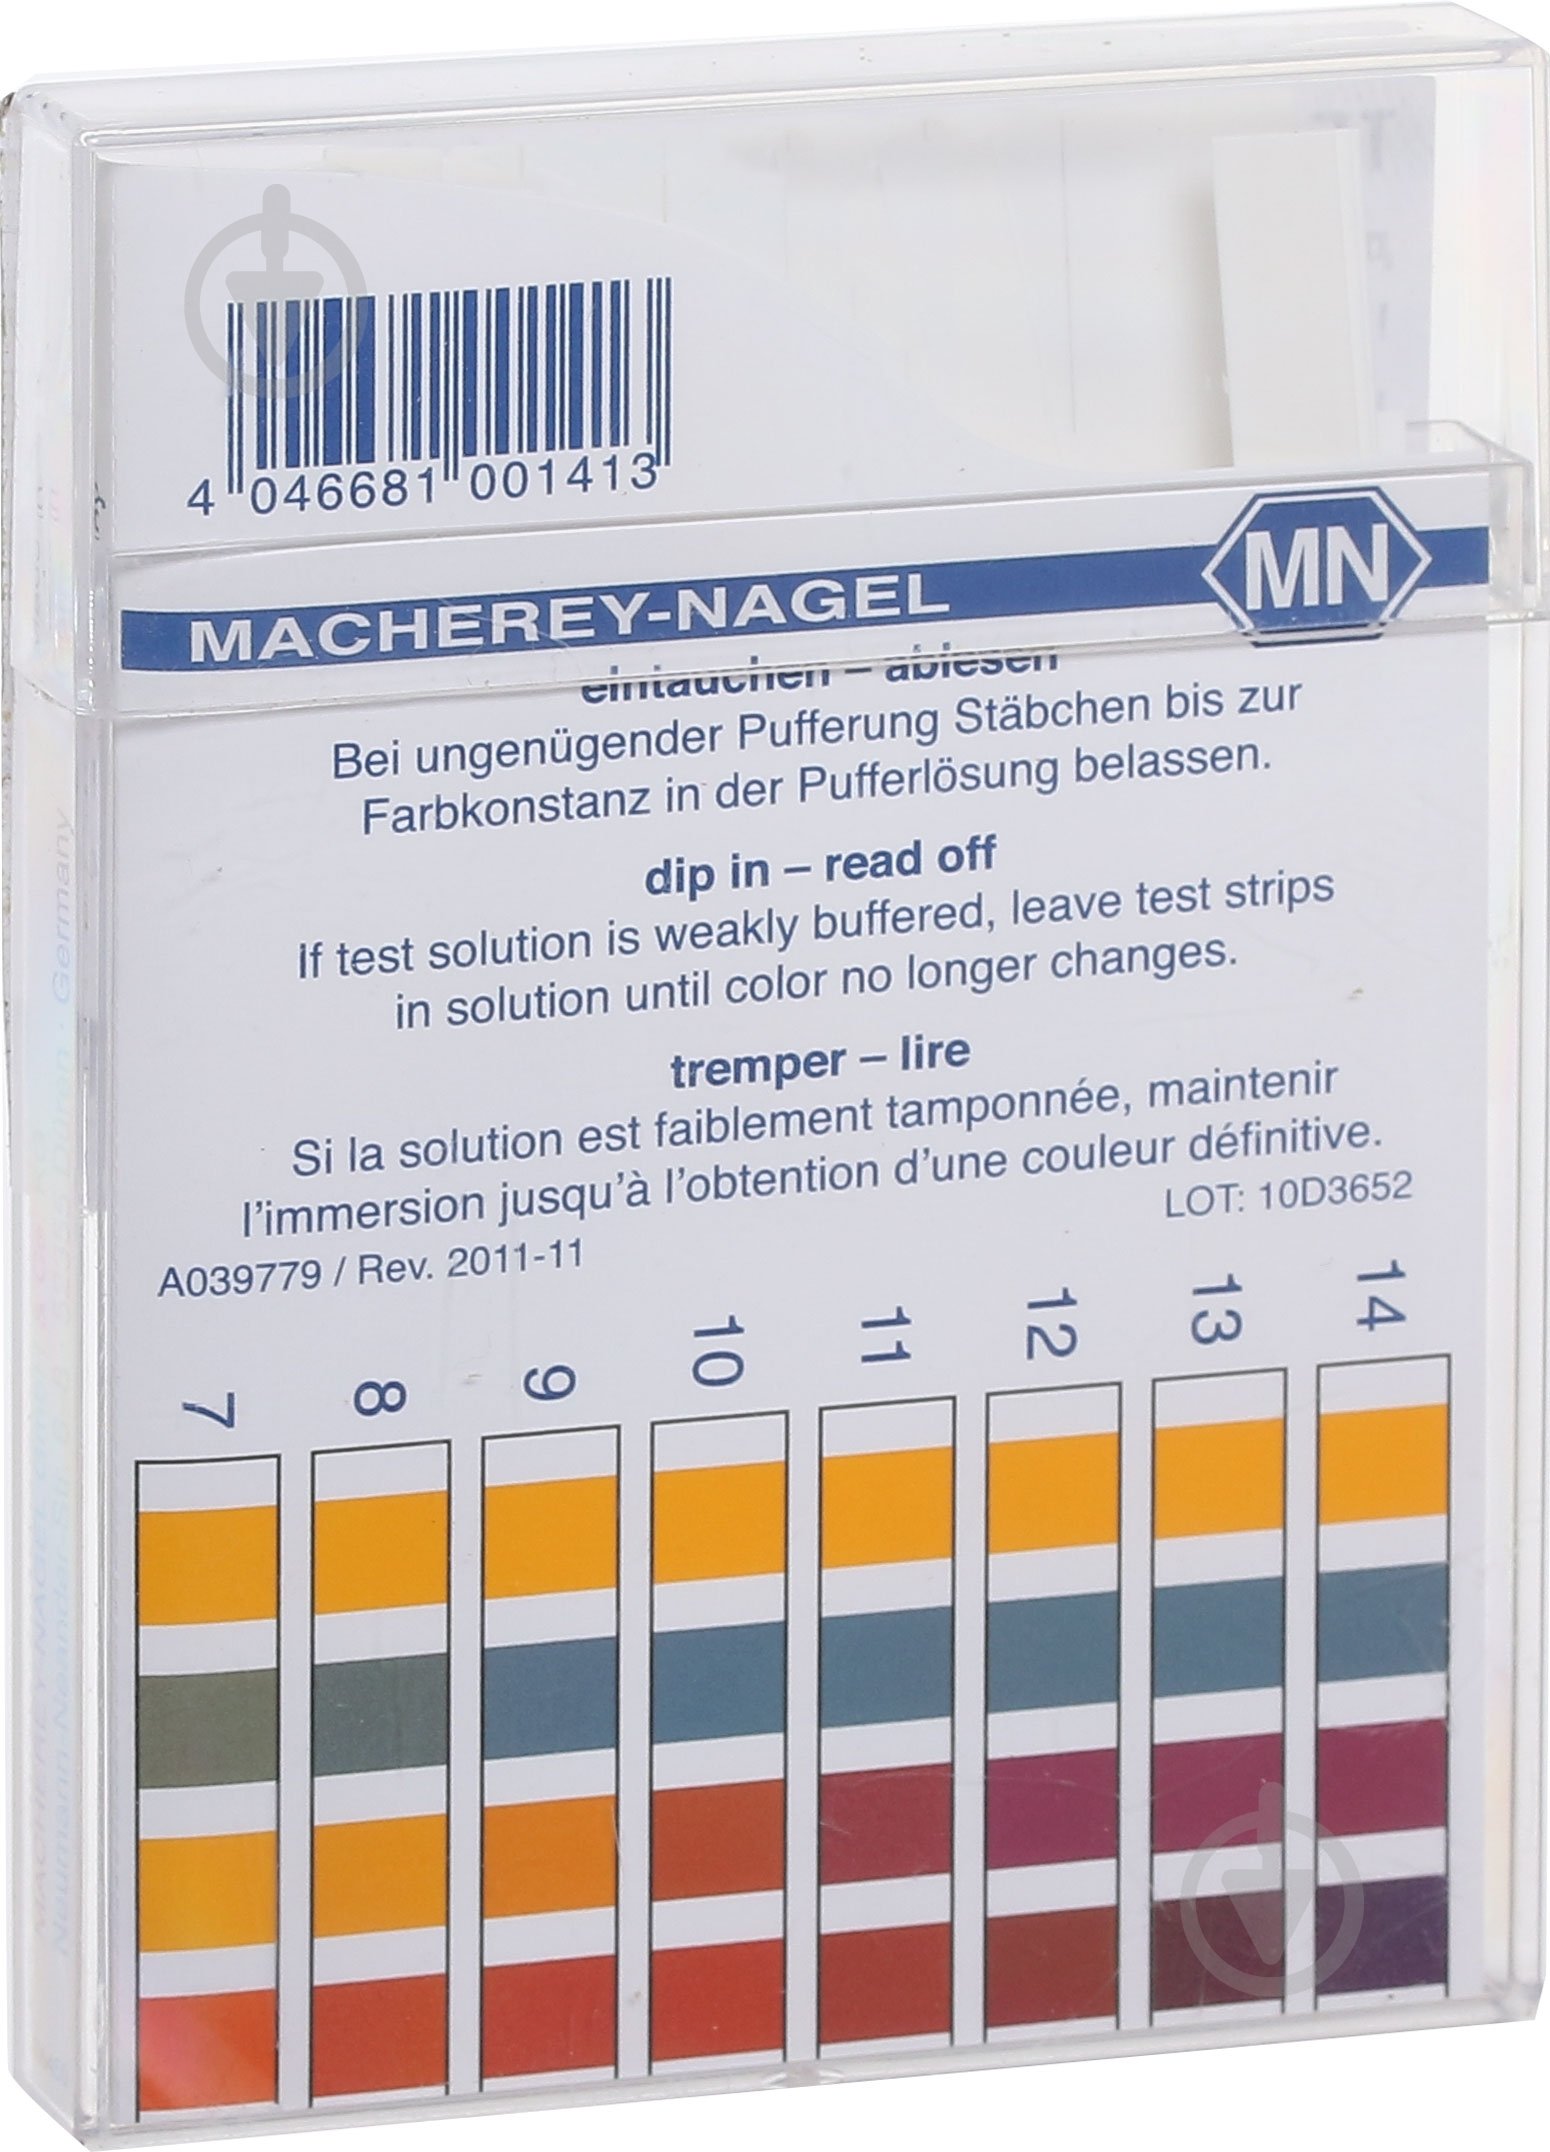 4 046681 001413
MACHEREY-NAGEL MN
eintauchen – ablesen
Bei ungenügender Pufferung Stäbchen bis zur
Farbkonstanz in der Pufferlösung belassen.
dip in – read off
If test solution is weakly buffered, leave test strips
in solution until color no longer changes.
tremper – lire
Si la solution est faiblement tamponnée, maintenir
l'immersion jusqu'à l'obtention d'une couleur définitive.
LOT: 10D3652
A039779 / Rev. 2011-11
7 8 9 10 11 12 13 14
Germany